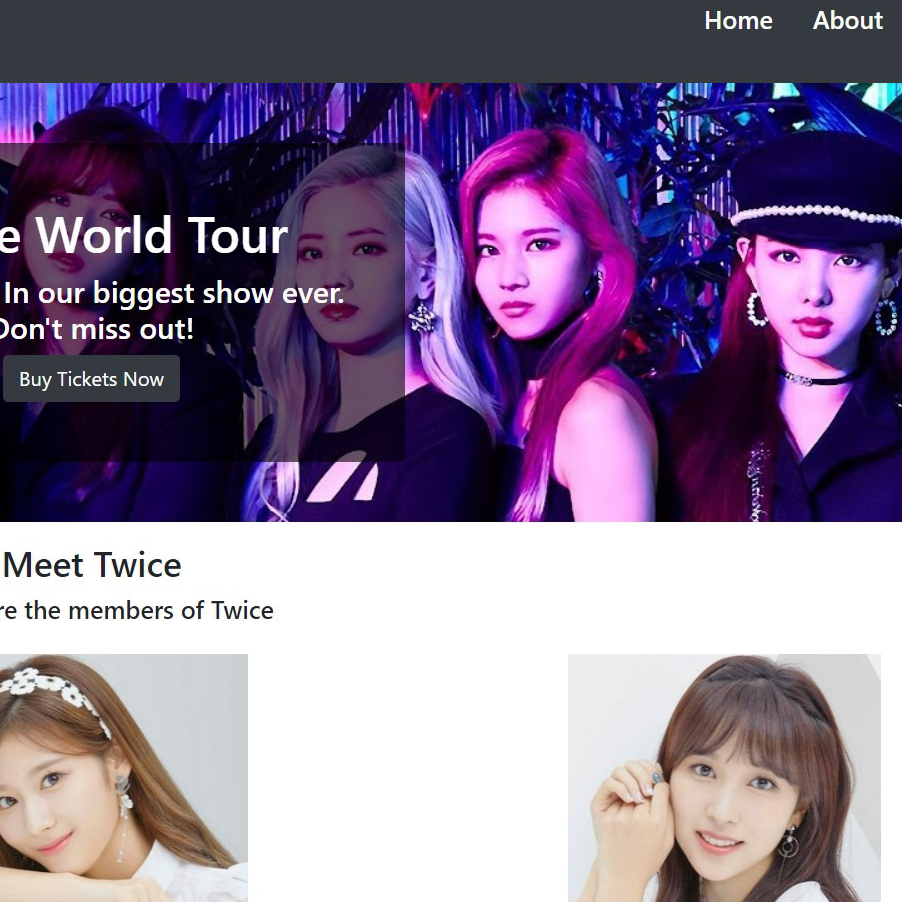 Home About
e World Tour
In our biggest show ever.
Don't miss out!
Buy Tickets Now
Meet Twice
re the members of Twice